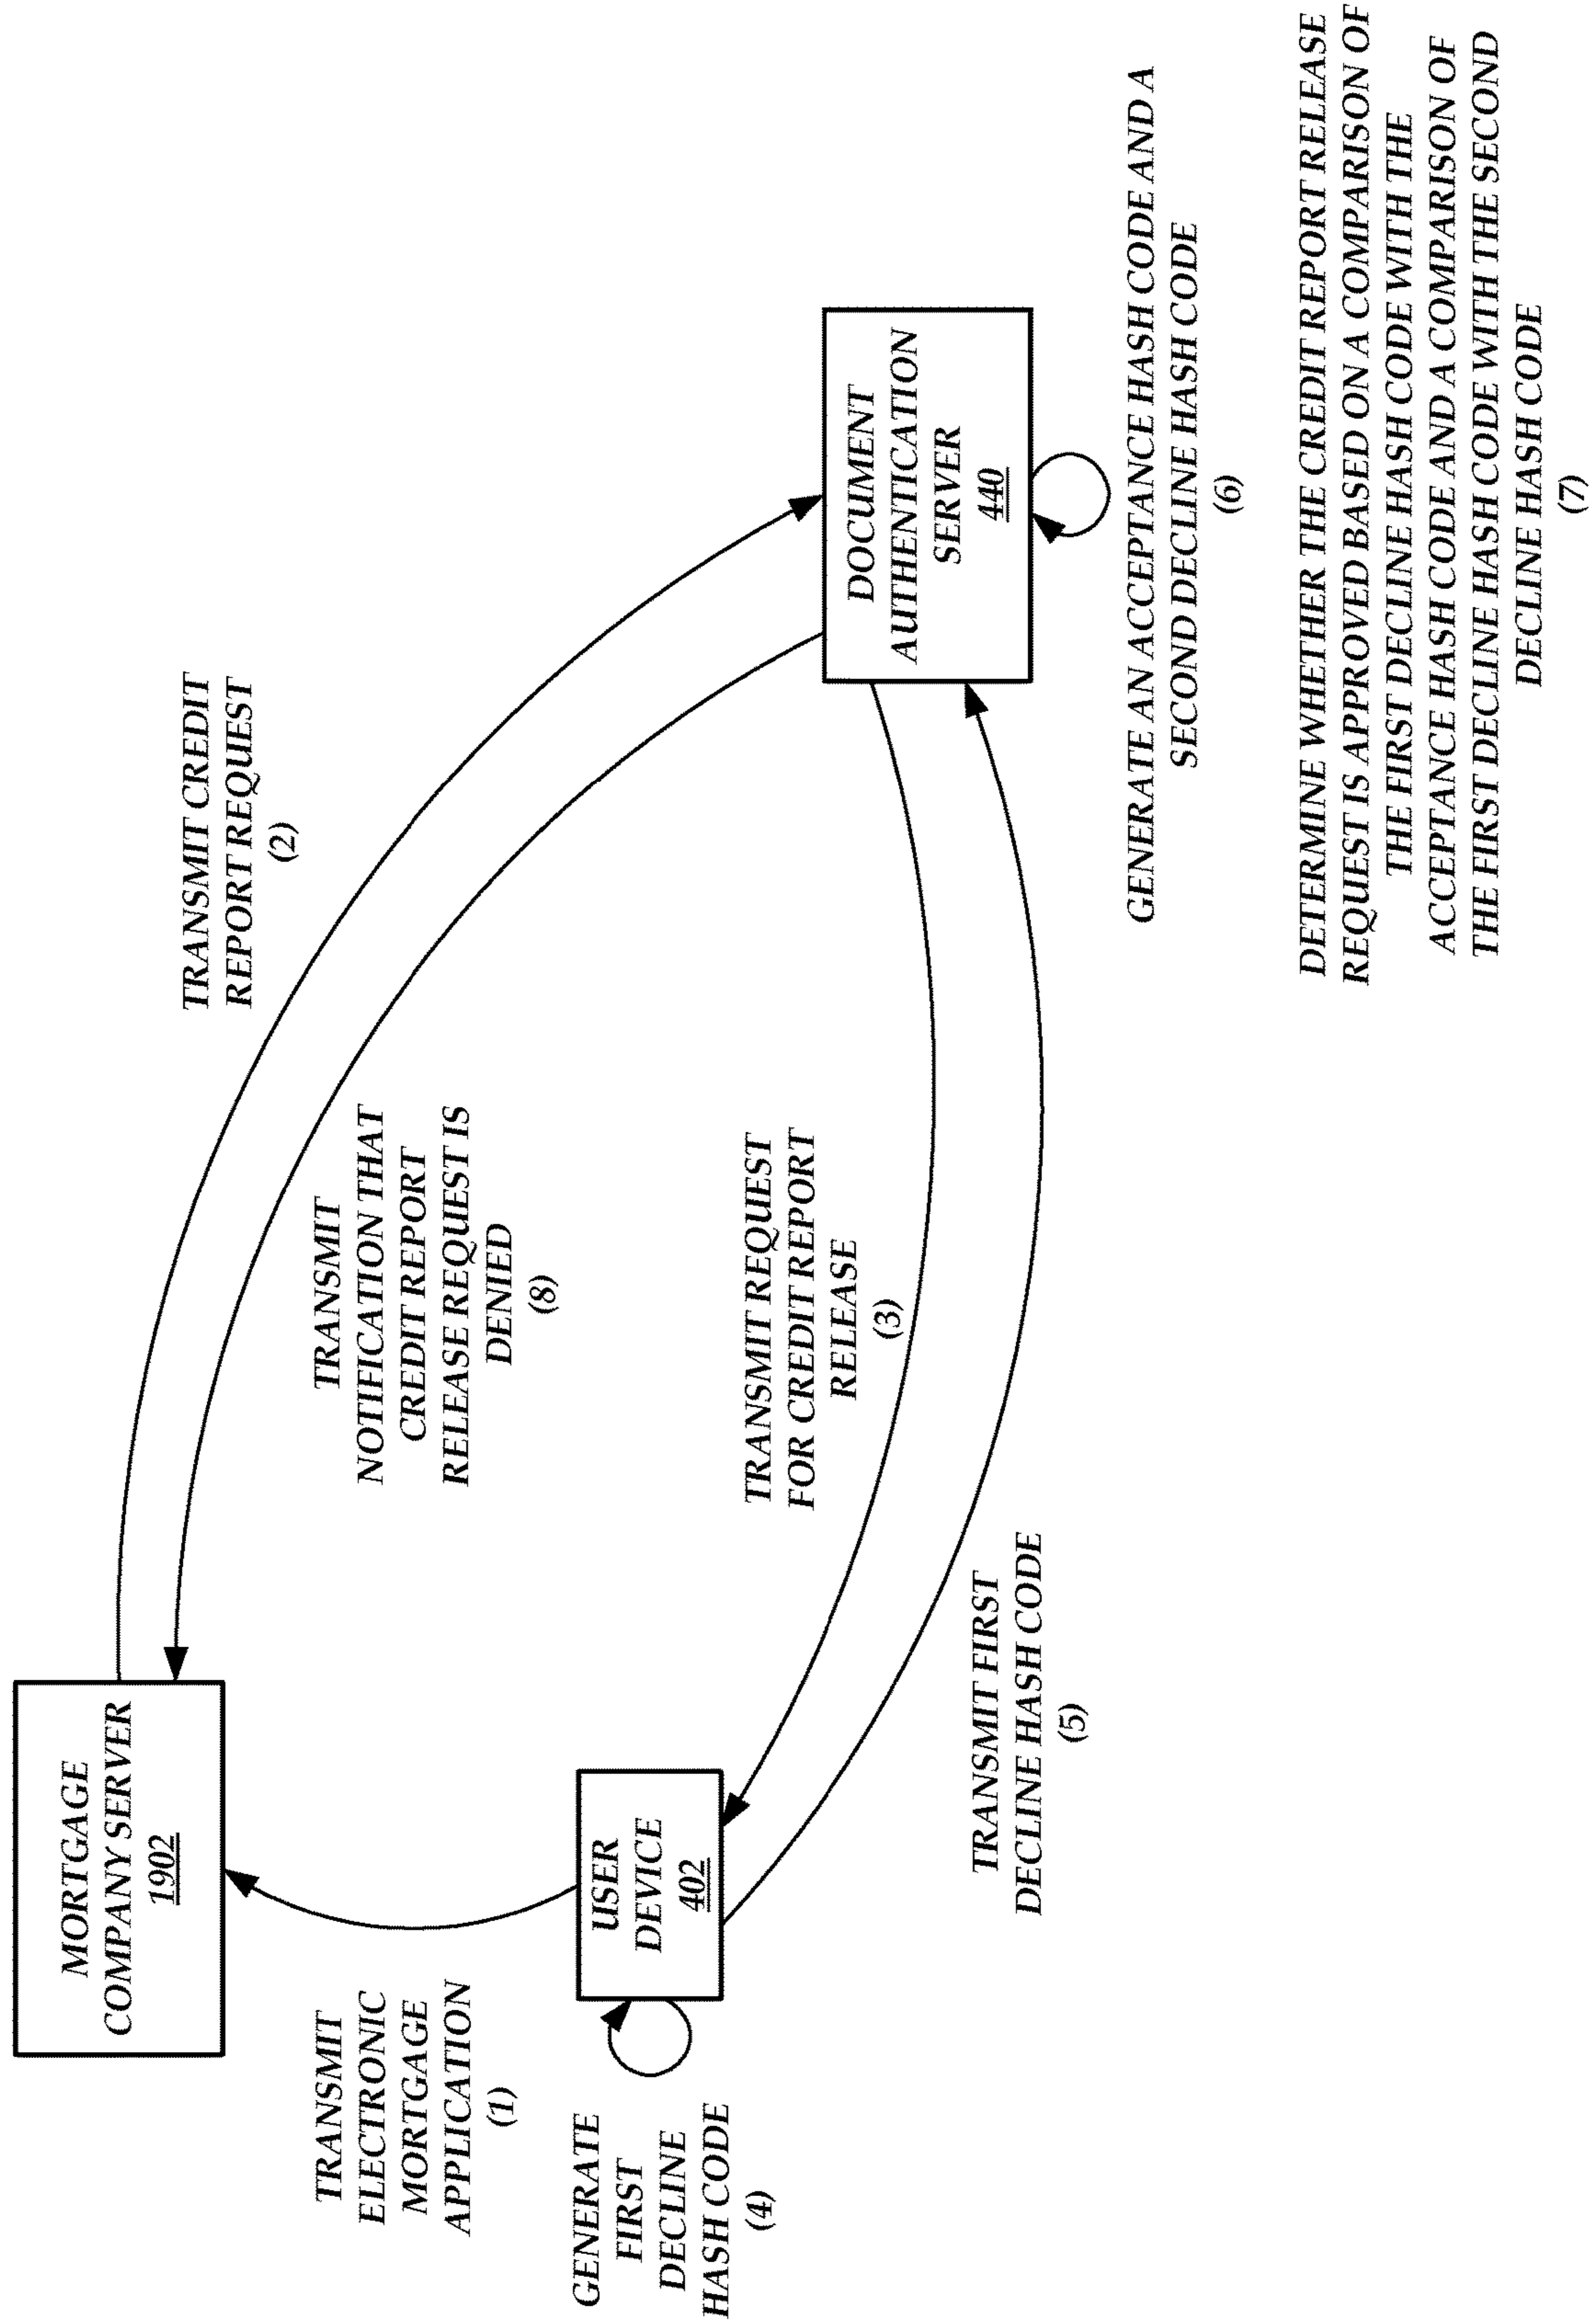 MORTGAGE
COMPANY SERVER
1902
TRANSMIT CREDIT
REPORT REQUEST
(2)
TRANSMIT
ELECTRONIC
MORTGAGE
APPLICATION
(1)
TRANSMIT
NOTIFICATION THAT
CREDIT REPORT
RELEASE REQUEST IS
DENIED
(8)
GENERATE
FIRST
DECLINE
HASH CODE
(4)
USER
DEVICE
402
TRANSMIT REQUEST
FOR CREDIT REPORT
RELEASE
(3)
DOCUMENT
AUTHENTICATION
SERVER
440
TRANSMIT FIRST
DECLINE HASH CODE
(5)
GENERATE AN ACCEPTANCE HASH CODE AND A
SECOND DECLINE HASH CODE
(6)
DETERMINE WHETHER THE CREDIT REPORT RELEASE
REQUEST IS APPROVED BASED ON A COMPARISON OF
THE FIRST DECLINE HASH CODE WITH THE
ACCEPTANCE HASH CODE AND A COMPARISON OF
THE FIRST DECLINE HASH CODE WITH THE SECOND
DECLINE HASH CODE
(7)